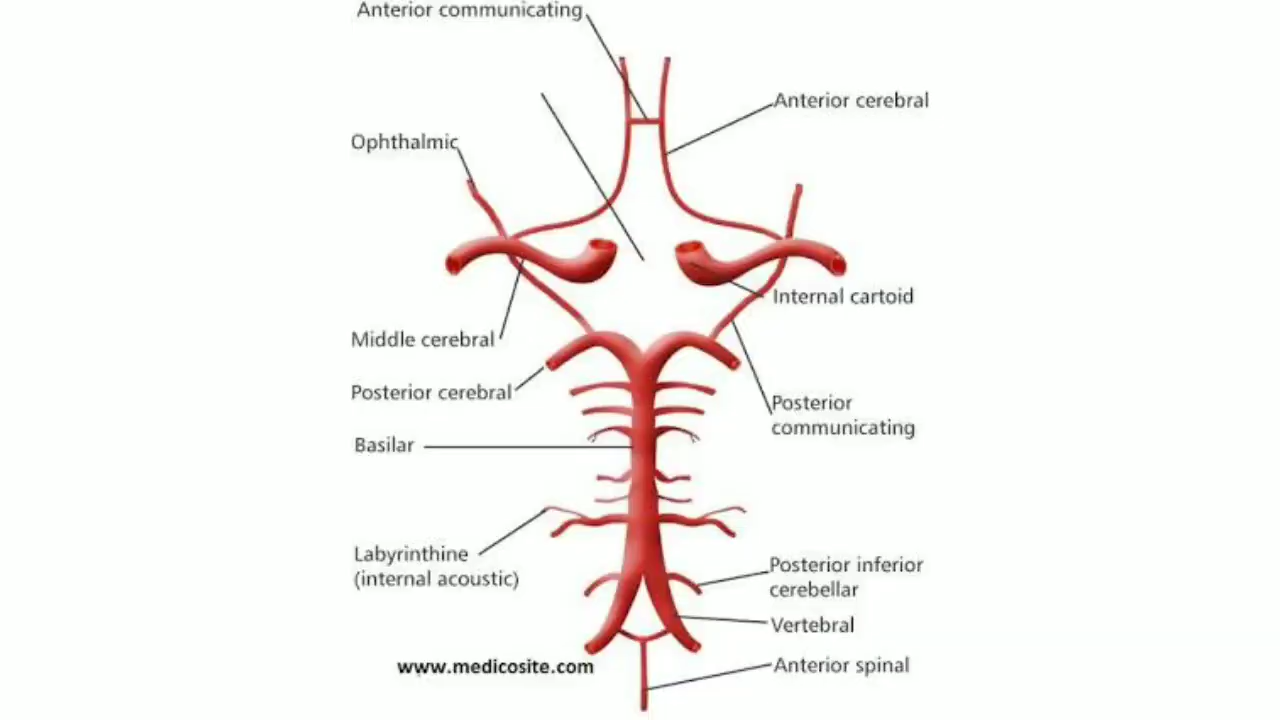 Anterior communicating
Anterior cerebral
Ophthalmic
Internal cartoid
Middle cerebral
Posterior cerebral
Posterior
communicating
Basilar
Labyrinthine
(internal acoustic)
Posterior inferior
cerebellar
Vertebral
www.medicosite.com
Anterior spinal